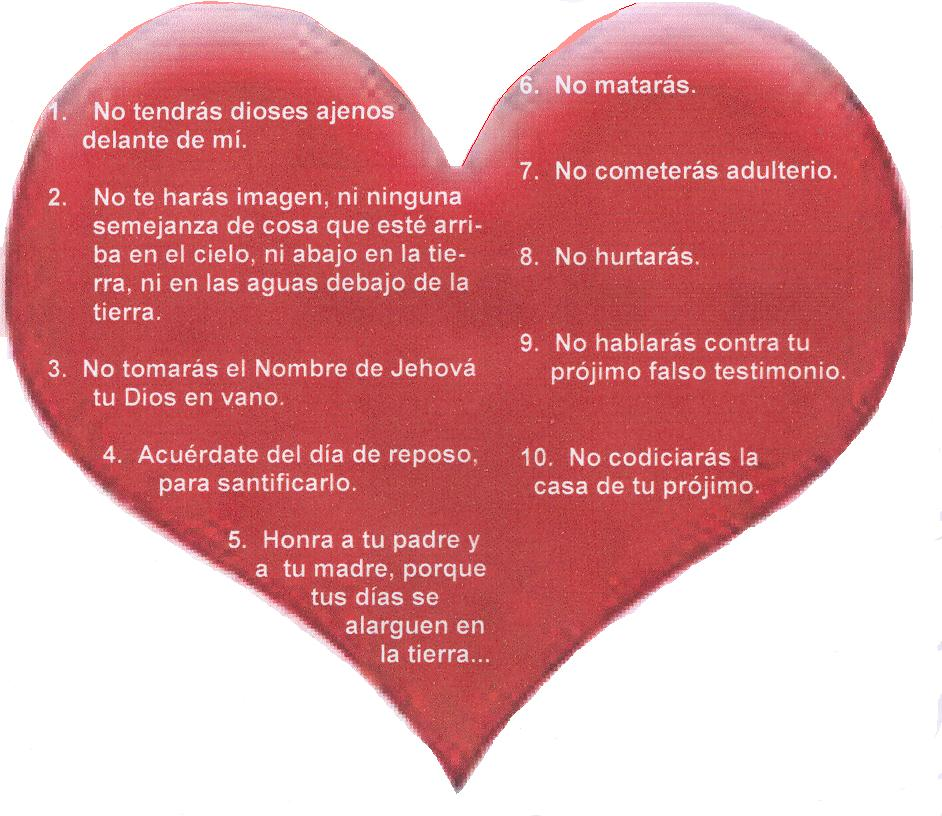 1. No tendrás dioses ajenos
delante de mí.
2. No te harás imagen, ni ninguna
semejanza de cosa que esté arri-
ba en el cielo, ni abajo en la tie-
rra, ni en las aguas debajo de la
tierra.
3. No tomarás el Nombre de Jehová
tu Dios en vano.
4. Acuérdate del día de reposo,
para santificarlo.
5. Honra a tu padre y
a tu madre, porque
tus días se
alarguen en
la tierra...
6. No matarás.
7. No cometerás adulterio.
8. No hurtarás.
9. No hablarás contra tu
prójimo falso testimonio.
10. No codiciarás la
casa de tu prójimo.